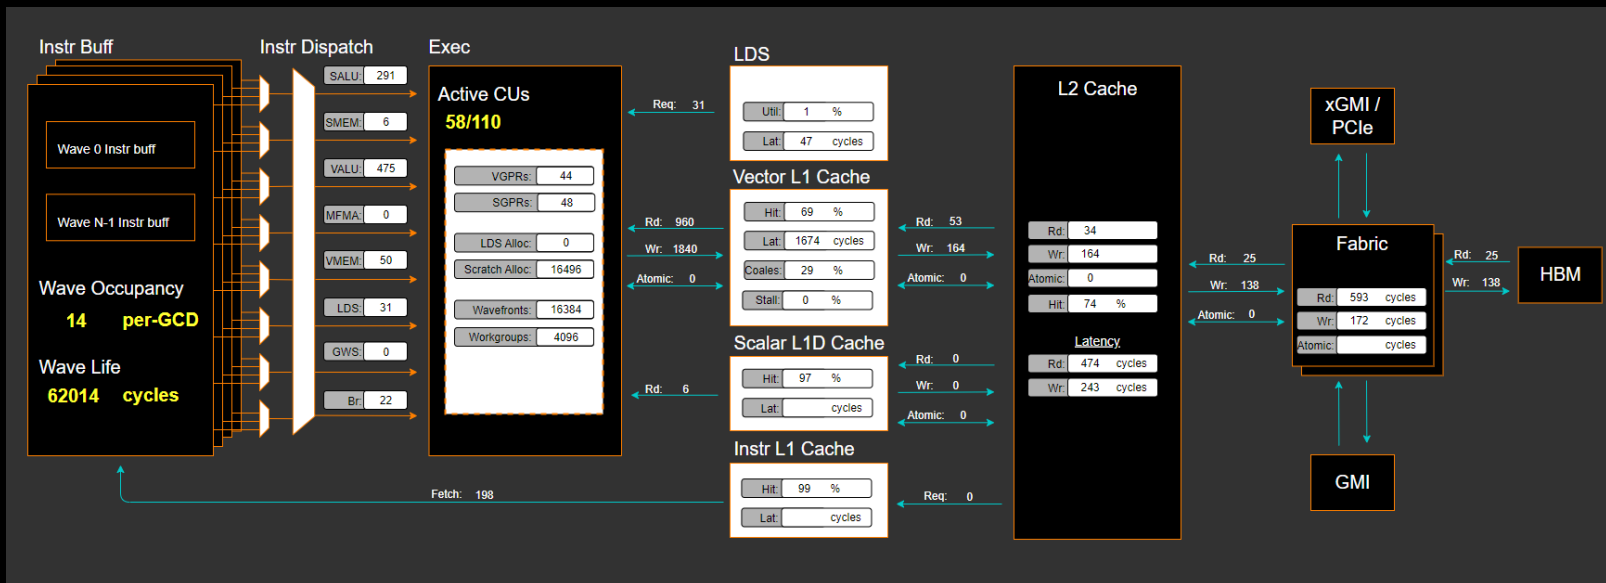 Instr Buff
Wave 0 Instr buff
Wave N-1 Instr buff
Wave Occupancy
14 per-GCD
Wave Life
62014 cycles
Instr Dispatch
SALU: 291
SMEM: 6
VALU: 475
MFMA: 0
VMEM: 50
LDS: 31
GWS: 0
Br: 22
Exec
Active CUs
58/110
VGPRs: 44
SGPRs: 48
LDS Alloc: 0
Scratch Alloc: 16496
Wavefronts: 16384
Workgroups: 4096
Req: 31
Rd: 960
Wr: 1840
Atomic: 0
Rd: 6
Fetch: 198
LDS
Util: 1 %
Lat: 47 cycles
Vector L1 Cache
Hit: 69 %
Lat: 1674 cycles
Coales: 29 %
Stall: 0 %
Scalar L1D Cache
Hit: 97 %
Lat: cycles
Instr L1 Cache
Hit: 99 %
Lat: cycles
Rd: 53
Wr: 164
Atomic: 0
Rd: 0
Wr: 0
Atomic: 0
Req: 0
L2 Cache
Rd: 34
Wr: 164
Atomic: 0
Hit: 74 %
Latency
Rd: 474 cycles
Wr: 243 cycles
Rd: 25
Wr: 138
Atomic: 0
xGMI /
PCIe
Fabric
Rd: 593 cycles
Wr: 172 cycles
Atomic: cycles
GMI
Rd: 25
Wr: 138
HBM